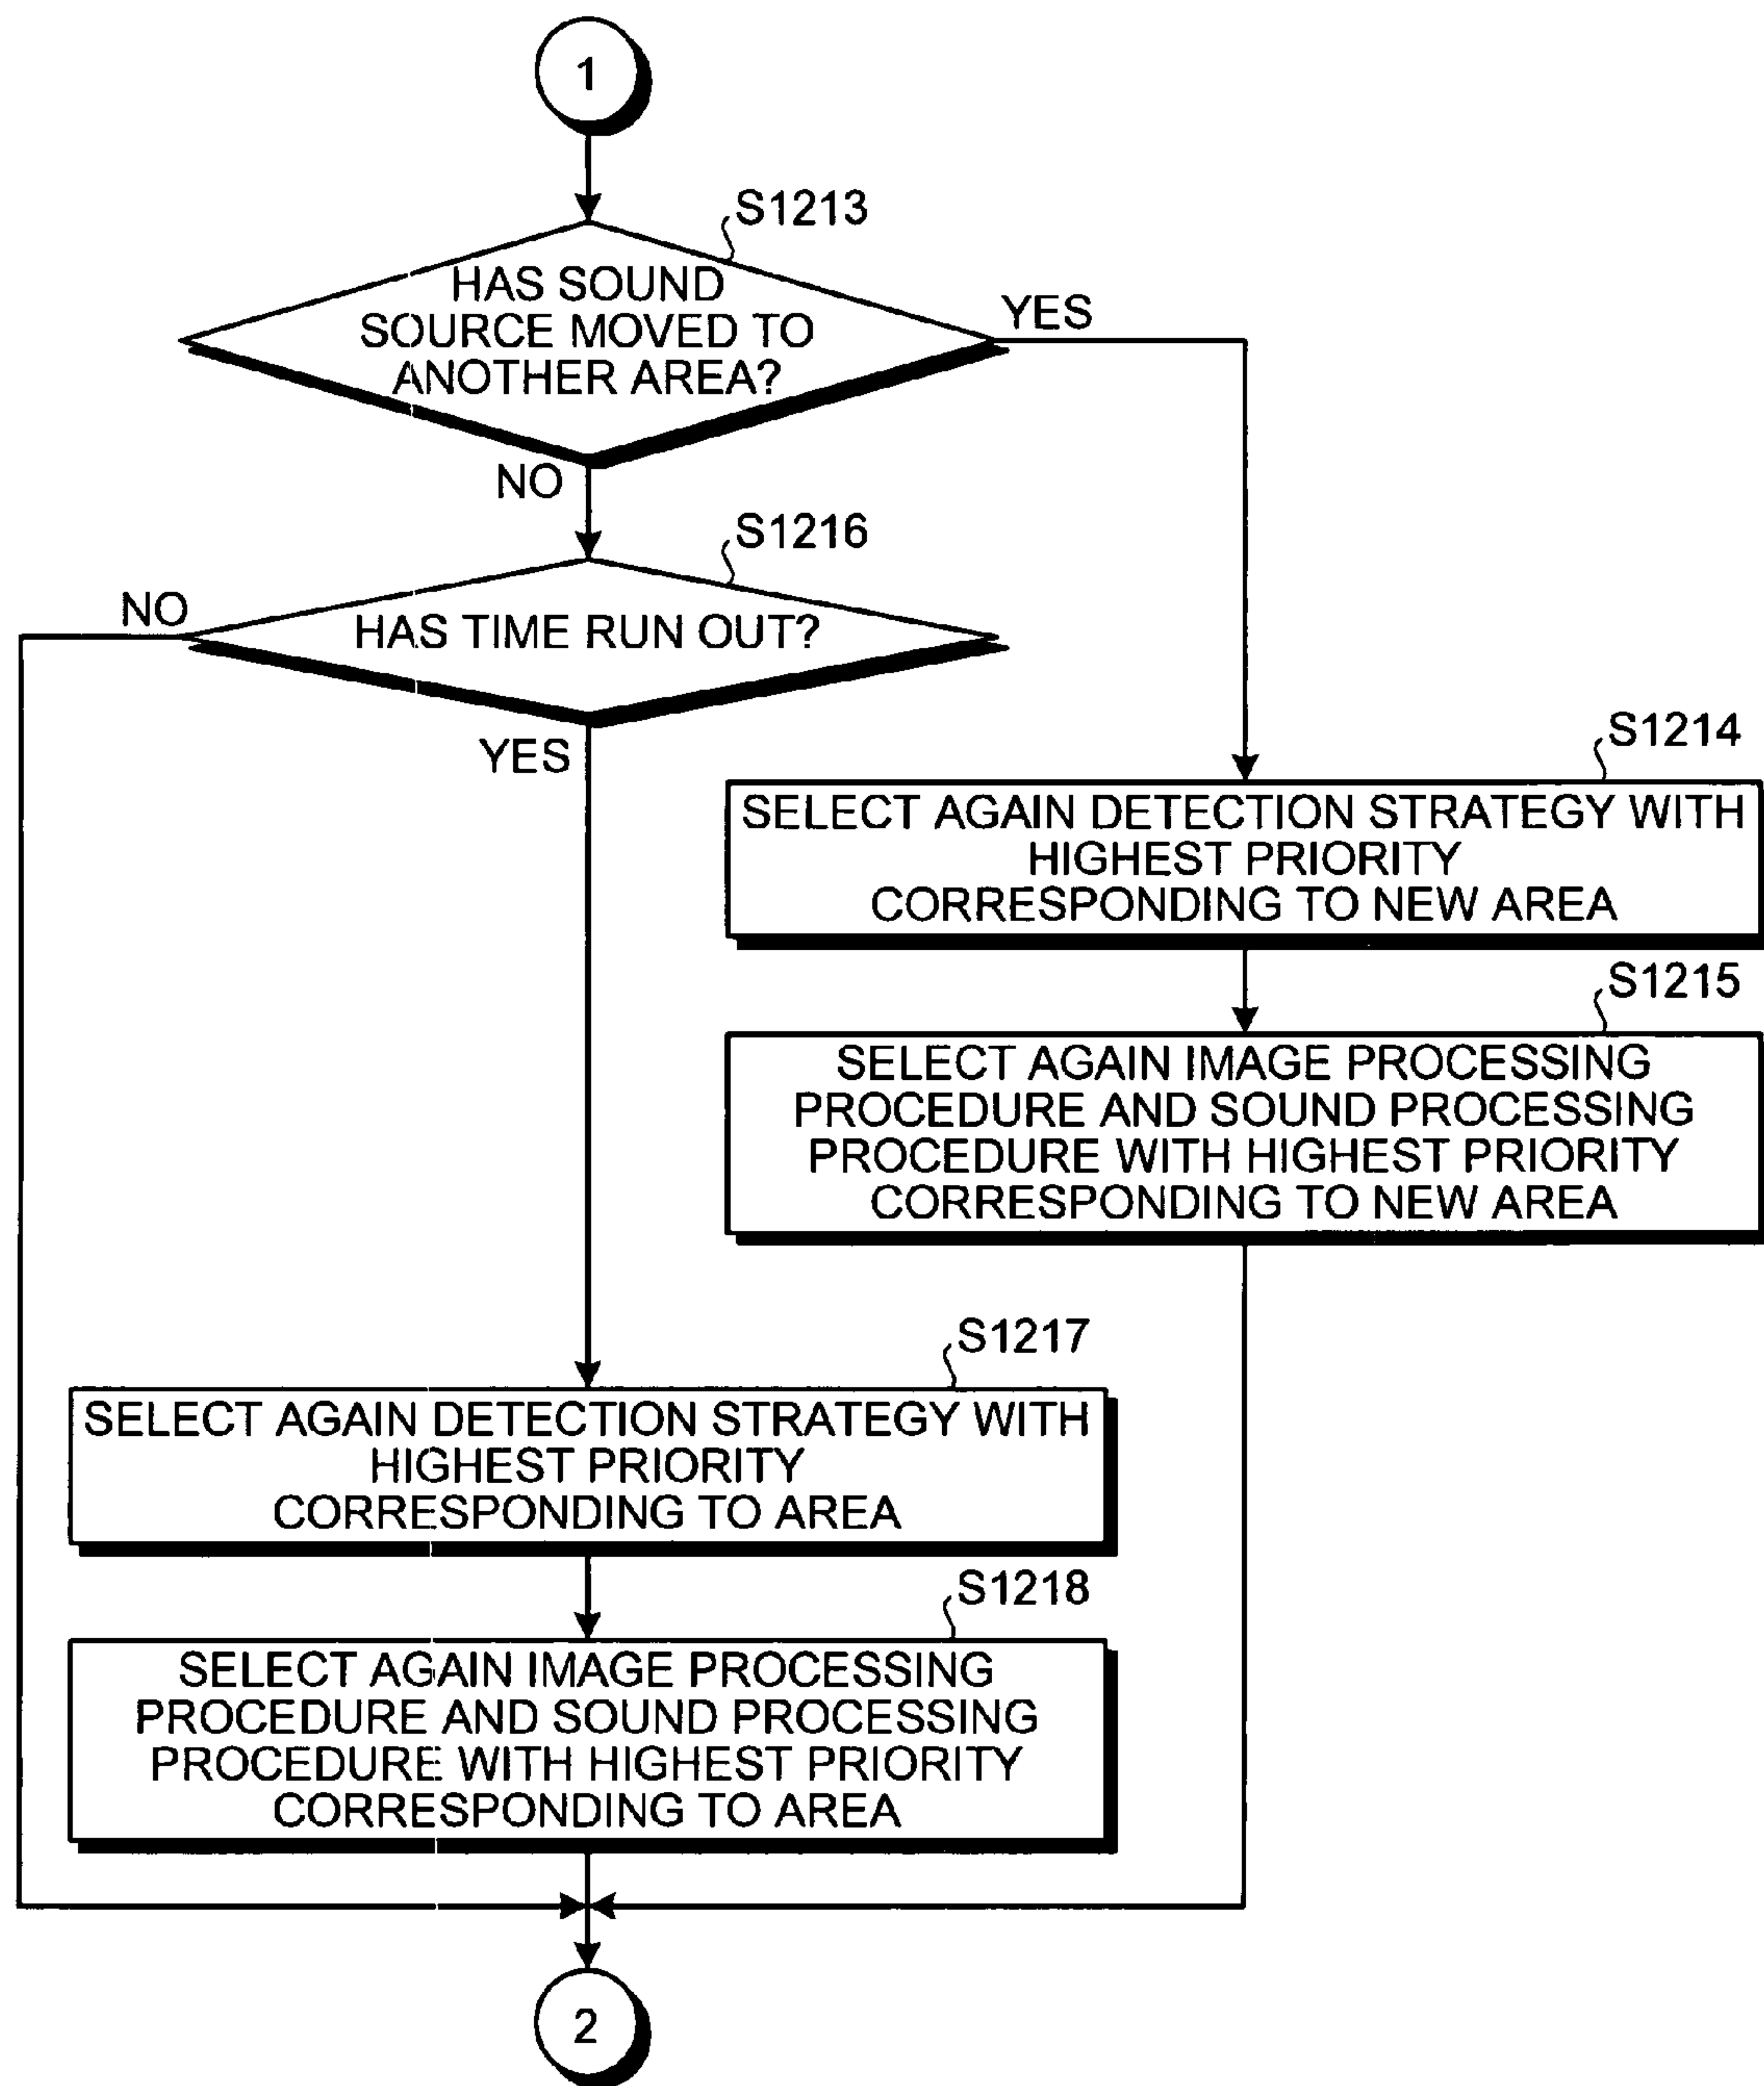 1
S1213
HAS SOUND
SOURCE MOVED TO
ANOTHER AREA?
YES
NO
S1216
NO
HAS TIME RUN OUT?
YES
S1214
SELECT AGAIN DETECTION STRATEGY WITH
HIGHEST PRIORITY
CORRESPONDING TO NEW AREA
S1215
SELECT AGAIN IMAGE PROCESSING
PROCEDURE AND SOUND PROCESSING
PROCEDURE WITH HIGHEST PRIORITY
CORRESPONDING TO NEW AREA
S1217
SELECT AGAIN DETECTION STRATEGY WITH
HIGHEST PRIORITY
CORRESPONDING TO AREA
S1218
SELECT AGAIN IMAGE PROCESSING
PROCEDURE AND SOUND PROCESSING
PROCEDURE WITH HIGHEST PRIORITY
CORRESPONDING TO AREA
2